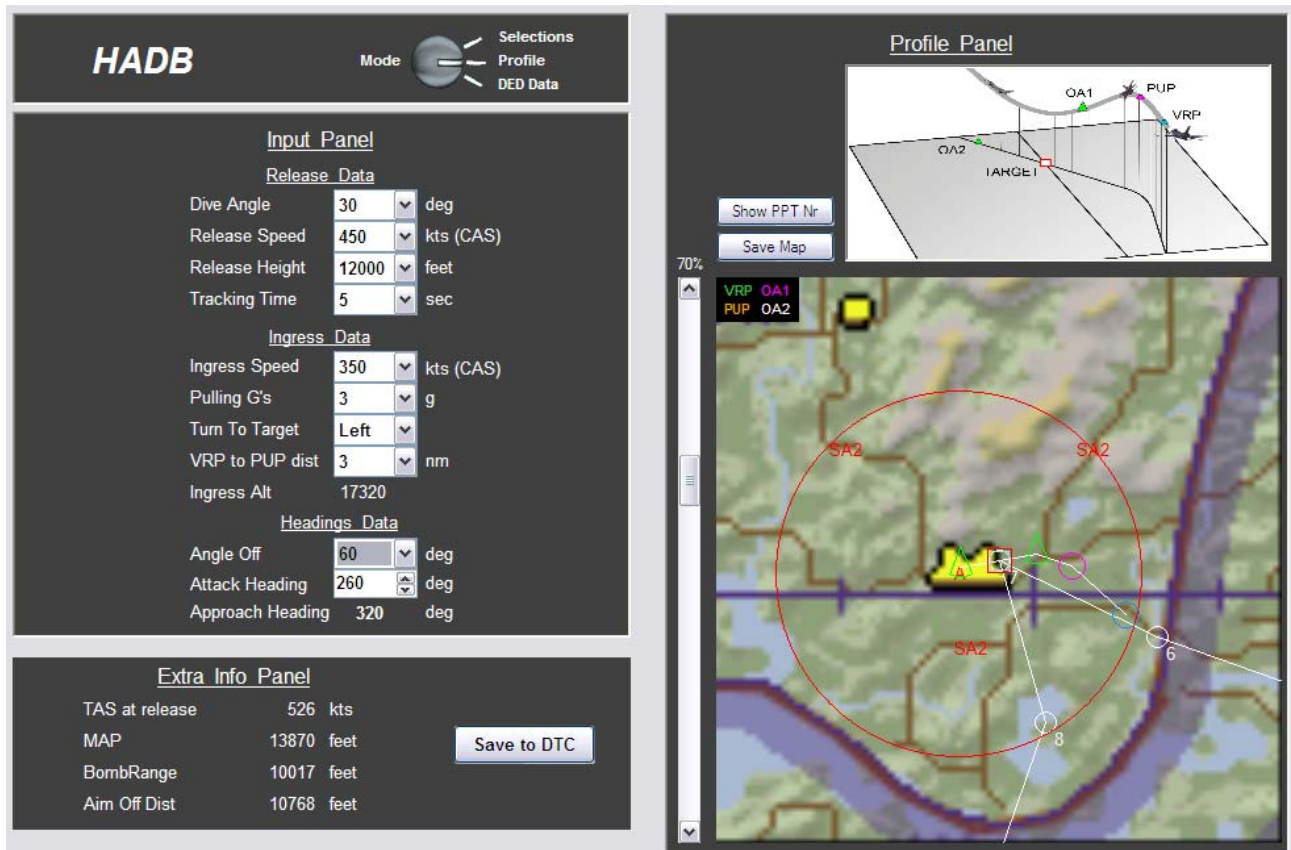 HADB
Mode
Selections
Profile
DED Data
Input Panel
Release Data
Dive Angle 30 deg
Release Speed 450 kts (CAS)
Release Height 12000 feet
Tracking Time 5 sec
Ingress Data
Ingress Speed 350 kts (CAS)
Pulling G's 3 g
Turn To Target Left
VRP to PUP dist 3 nm
Ingress Alt 17320
Headings Data
Angle Off 60 deg
Attack Heading 260 deg
Approach Heading 320 deg
Extra Info Panel
TAS at release 526 kts
MAP 13870 feet
BombRange 10017 feet
Aim Off Dist 10768 feet
Save to DTC
Profile Panel
OA1 PUP
VRP
OA2
TARGET
Show PPT Nr
Save Map
70%
VRP OA1
PUP OA2
SA2 SA2
A
SA2
6
8